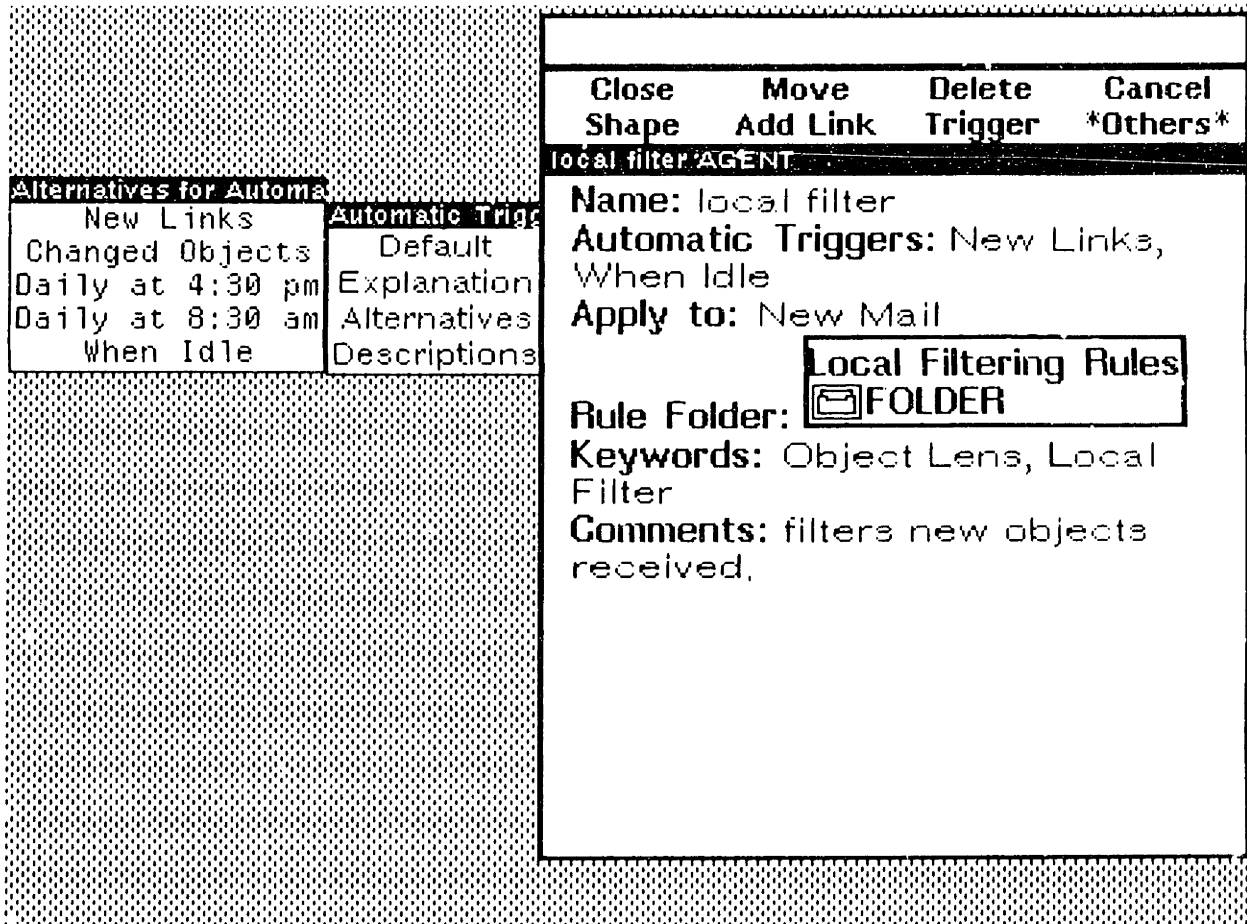 Close Move Delete Cancel
Shape Add Link Trigger *Others*
local filter AGENT
Alternatives for Automa
New Links
Changed Objects
Daily at 4:30 pm
Daily at 8:30 am
When Idle
Automatic Trigg
Default
Explanation
Alternatives
Descriptions
Name: local filter
Automatic Triggers: New Links,
When Idle
Apply to: New Mail
Local Filtering Rules
FOLDER
Rule Folder:
Keywords: Object Lens, Local
Filter
Comments: filters new objects
received.